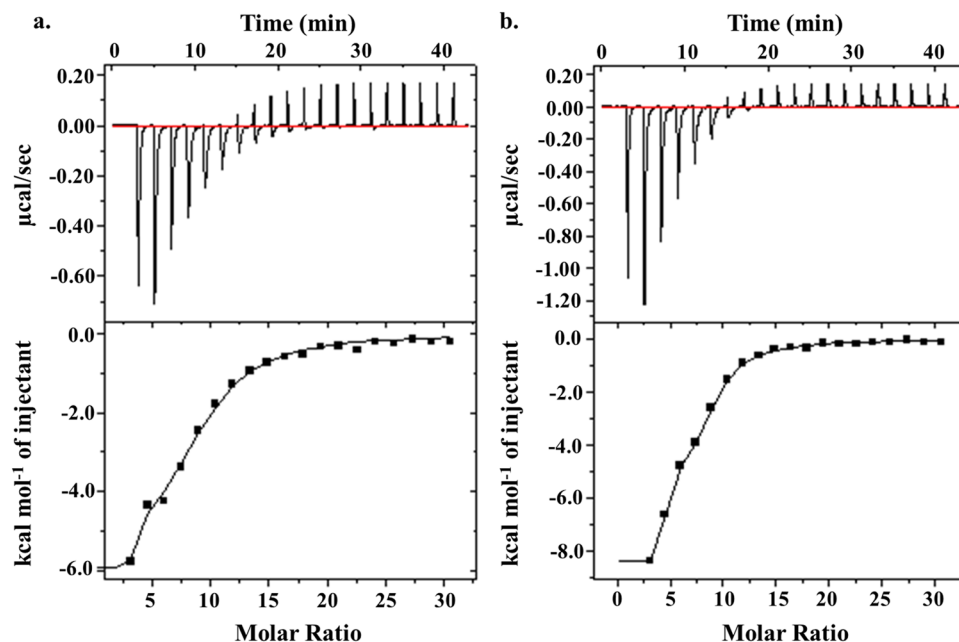 a.
Time (min)
0 10 20 30 40
0.20
0.00
-0.20
-0.40
-0.60
µcal/sec
0.0
-2.0
-4.0
-6.0
kcal mol-1 of injectant
5 10 15 20 25 30
Molar Ratio
b.
Time (min)
0 10 20 30 40
0.20
0.00
-0.20
-0.40
-0.60
-0.80
-1.00
-1.20
µcal/sec
0.0
-2.0
-4.0
-6.0
-8.0
kcal mol-1 of injectant
0 5 10 15 20 25 30
Molar Ratio